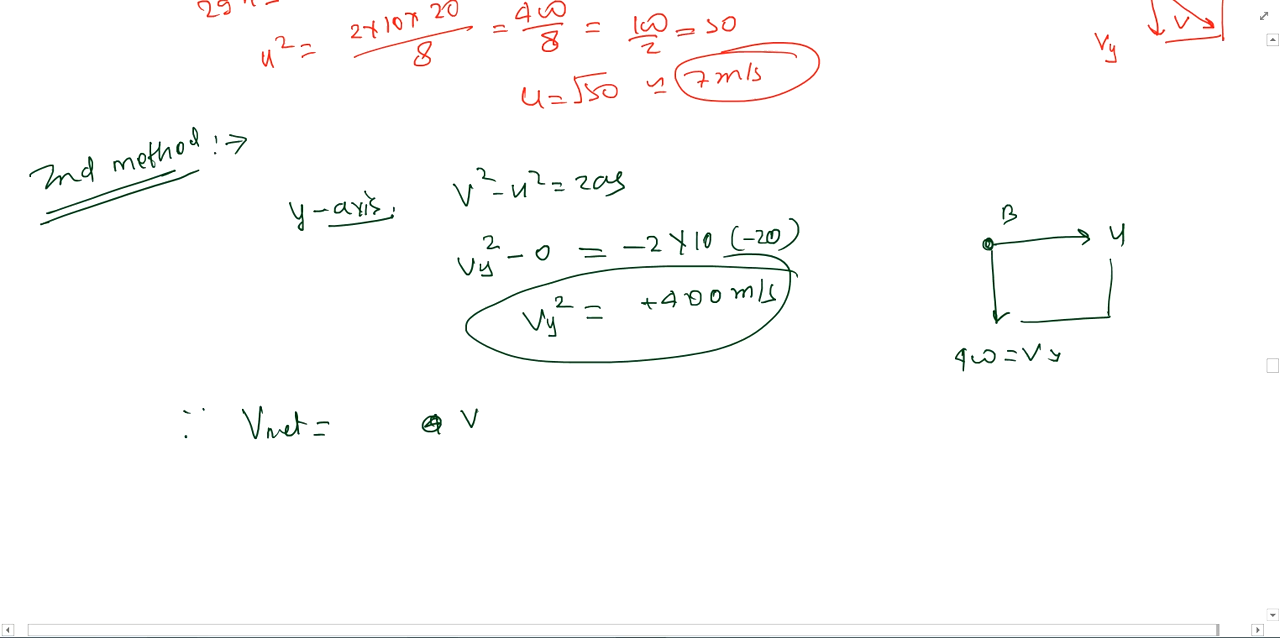 u² = 2×10×20/8 = 400/8 = 100/2 = 50
Vy V
u = √50 ≈ 7 m/s
2nd method :→
y-axis. V² - u² = 2as
B
Vy² - 0 = -2×10 (-20)
u
Vy² = +400 m/s
400 = Vy
∴ Vnet = V